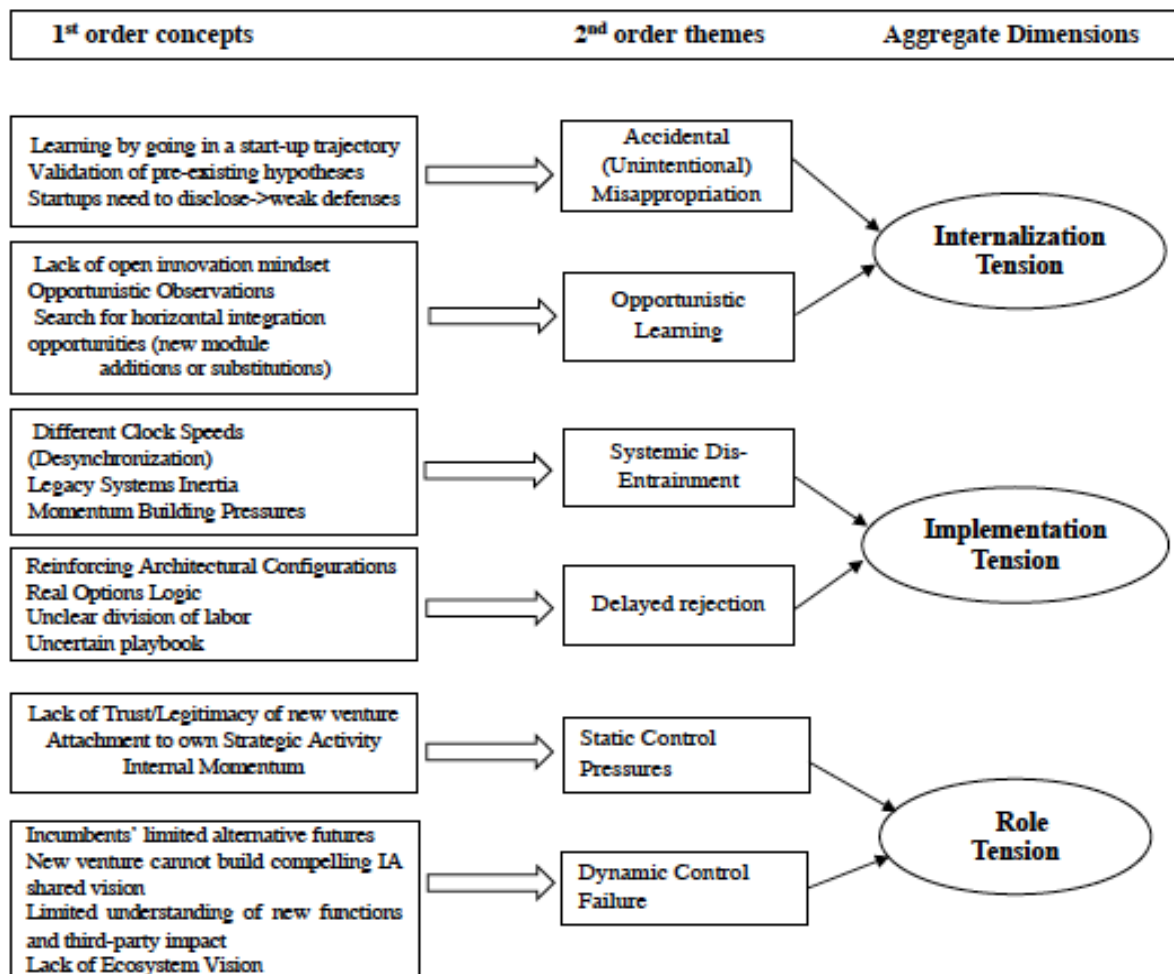 1st order concepts 2nd order themes Aggregate Dimensions
Learning by going in a start-up trajectory
Validation of pre-existing hypotheses
Startups need to disclose->weak defenses
Accidental
(Unintentional)
Misappropriation
Internalization
Tension
Lack of open innovation mindset
Opportunistic Observations
Search for horizontal integration
opportunities (new module
additions or substitutions)
Opportunistic
Learning
Different Clock Speeds
(Desynchronization)
Legacy Systems Inertia
Momentum Building Pressures
Systemic Dis-
Entrainment
Implementation
Tension
Reinforcing Architectural Configurations
Real Options Logic
Unclear division of labor
Uncertain playbook
Delayed rejection
Lack of Trust/Legitimacy of new venture
Attachment to own Strategic Activity
Internal Momentum
Static Control
Pressures
Role
Tension
Incumbents' limited alternative futures
New venture cannot build compelling IA
shared vision
Limited understanding of new functions
and third-party impact
Lack of Ecosystem Vision
Dynamic Control
Failure